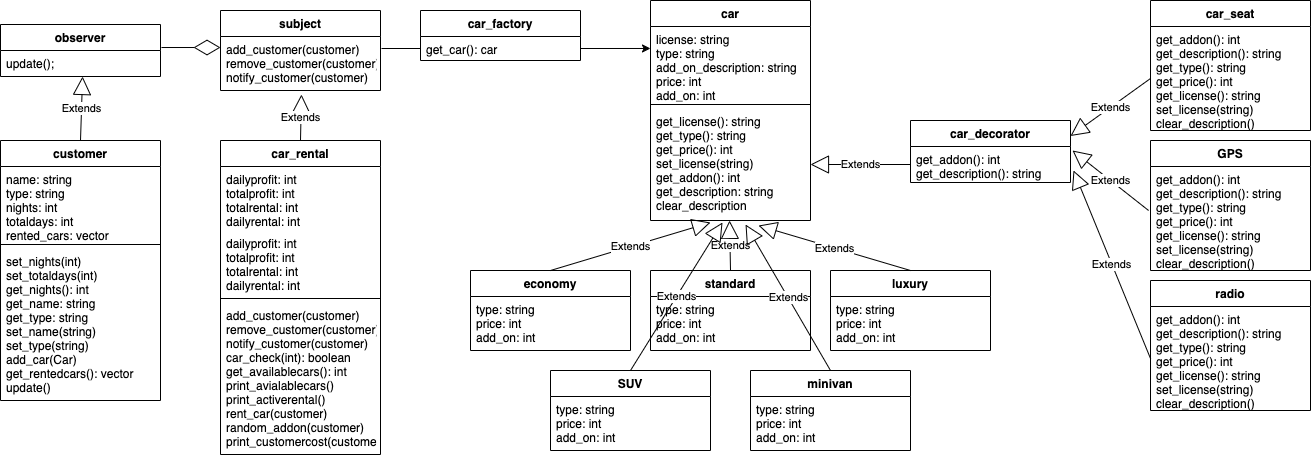 observer
update();
Extends
customer
name: string
type: string
nights: int
totaldays: int
rented_cars: vector
set_nights(int)
set_totaldays(int)
get_nights(): int
get_name: string
get_type: string
set_name(string)
set_type(string)
add_car(Car)
get_rentedcars(): vector
update()
subject
add_customer(customer)
remove_customer(customer
notify_customer(customer)
Extends
car_rental
dailyprofit: int
totalprofit: int
totalrental: int
dailyrental: int
dailyprofit: int
totalprofit: int
totalrental: int
dailyrental: int
add_customer(customer)
remove_customer(customer
notify_customer(customer)
car_check(int): boolean
get_availablecars(): int
print_avialablecars()
print_activerental()
rent_car(customer)
random_addon(customer)
print_customercost(custome
car_factory
get_car(): car
car
license: string
type: string
add_on_description: string
price: int
add_on: int
get_license(): string
get_type(): string
get_price(): int
set_license(string)
get_addon(): int
get_description: string
clear_description
Extends
Extends
Extends
economy
type: string
price: int
add_on: int
standard
Extends
Extends
type: string
price: int
add_on: int
luxury
type: string
price: int
add_on: int
SUV
type: string
price: int
add_on: int
minivan
type: string
price: int
add_on: int
Extends
car_decorator
get_addon(): int
get_description(): string
Extends
Extends
Extends
car_seat
get_addon(): int
get_description(): string
get_type(): string
get_price(): int
get_license(): string
set_license(string)
clear_description()
GPS
get_addon(): int
get_description(): string
get_type(): string
get_price(): int
get_license(): string
set_license(string)
clear_description()
radio
get_addon(): int
get_description(): string
get_type(): string
get_price(): int
get_license(): string
set_license(string)
clear_description()